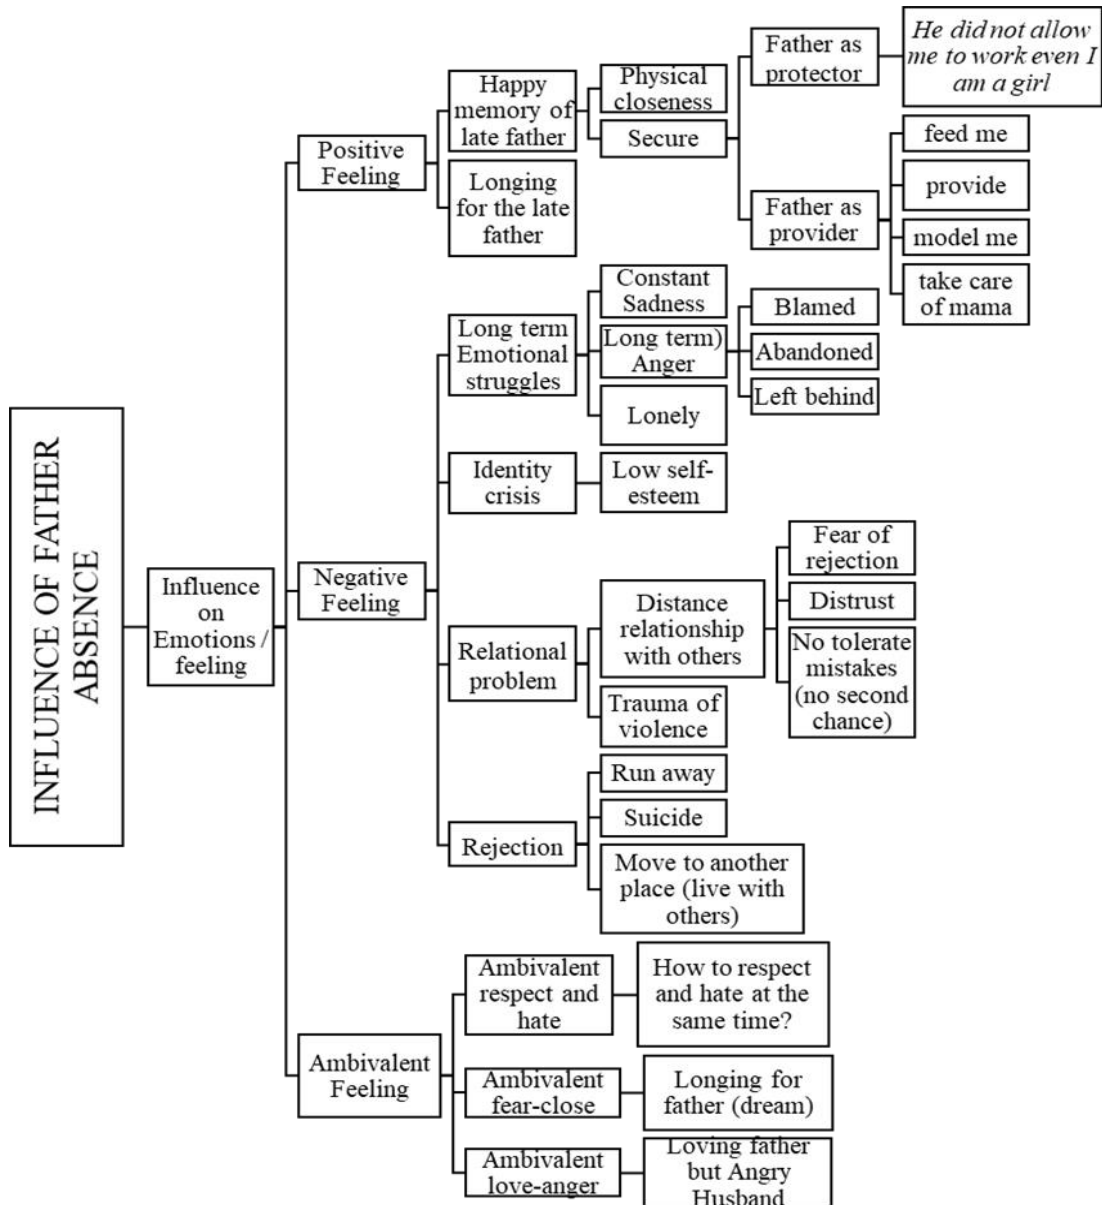 INFLUENCE OF FATHER
ABSENCE
Influence
on
Emotions /
feeling
Positive
Feeling
Happy
memory of
late father
Physical
closeness
Secure
Father as
protector
He did not allow
me to work even I
am a girl
Father as
provider
feed me
provide
model me
take care
of mama
Longing
for the late
father
Negative
Feeling
Long term
Emotional
struggles
Constant
Sadness
Long term)
Anger
Blamed
Abandoned
Left behind
Lonely
Identity
crisis
Low self-
esteem
Relational
problem
Distance
relationship
with others
Fear of
rejection
Distrust
No tolerate
mistakes
(no second
chance)
Trauma of
violence
Rejection
Run away
Suicide
Move to another
place (live with
others)
Ambivalent
Feeling
Ambivalent
respect and
hate
How to respect
and hate at the
same time?
Ambivalent
fear-close
Longing for
father (dream)
Ambivalent
love-anger
Loving father
but Angry
Husband